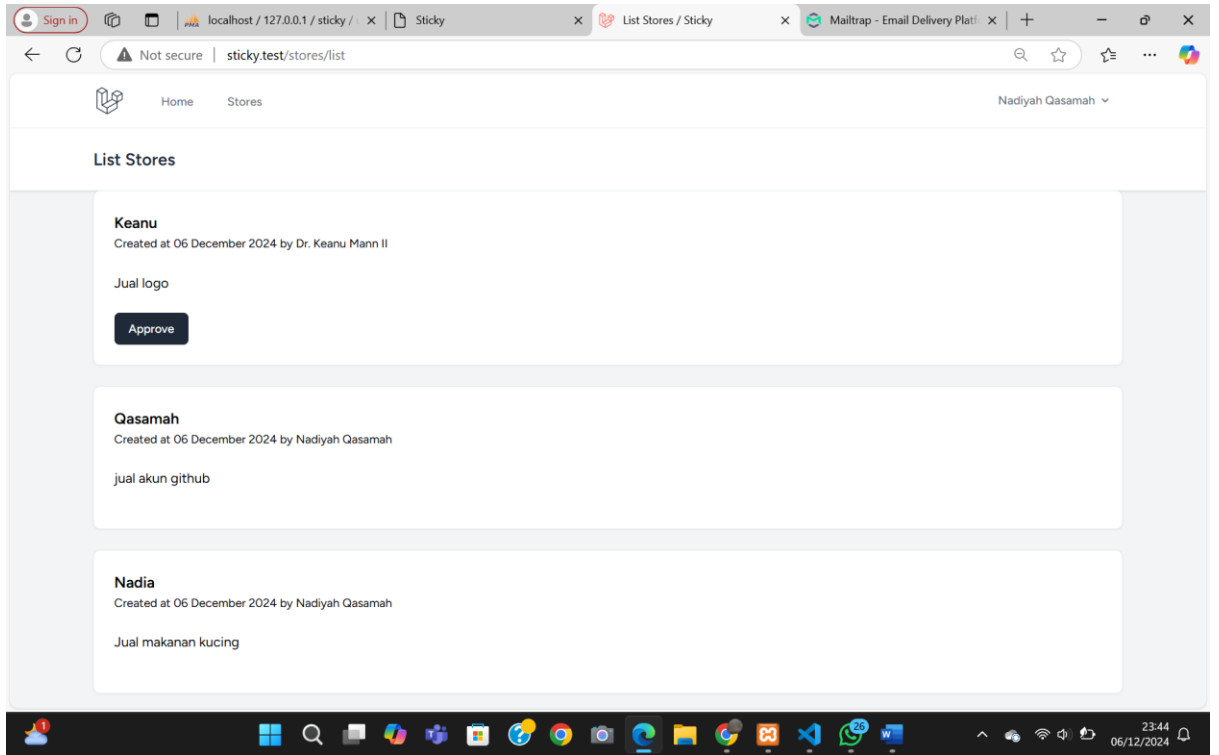 Sign in
localhost / 127.0.0.1 / sticky /
Sticky
List Stores / Sticky
Mailtrap - Email Delivery Platf
Not secure
sticky.test/stores/list
Home
Stores
Nadiyah Qasamah
List Stores
Keanu
Created at 06 December 2024 by Dr. Keanu Mann II
Jual logo
Approve
Qasamah
Created at 06 December 2024 by Nadiyah Qasamah
jual akun github
Nadia
Created at 06 December 2024 by Nadiyah Qasamah
Jual makanan kucing
1
26
23:44
06/12/2024